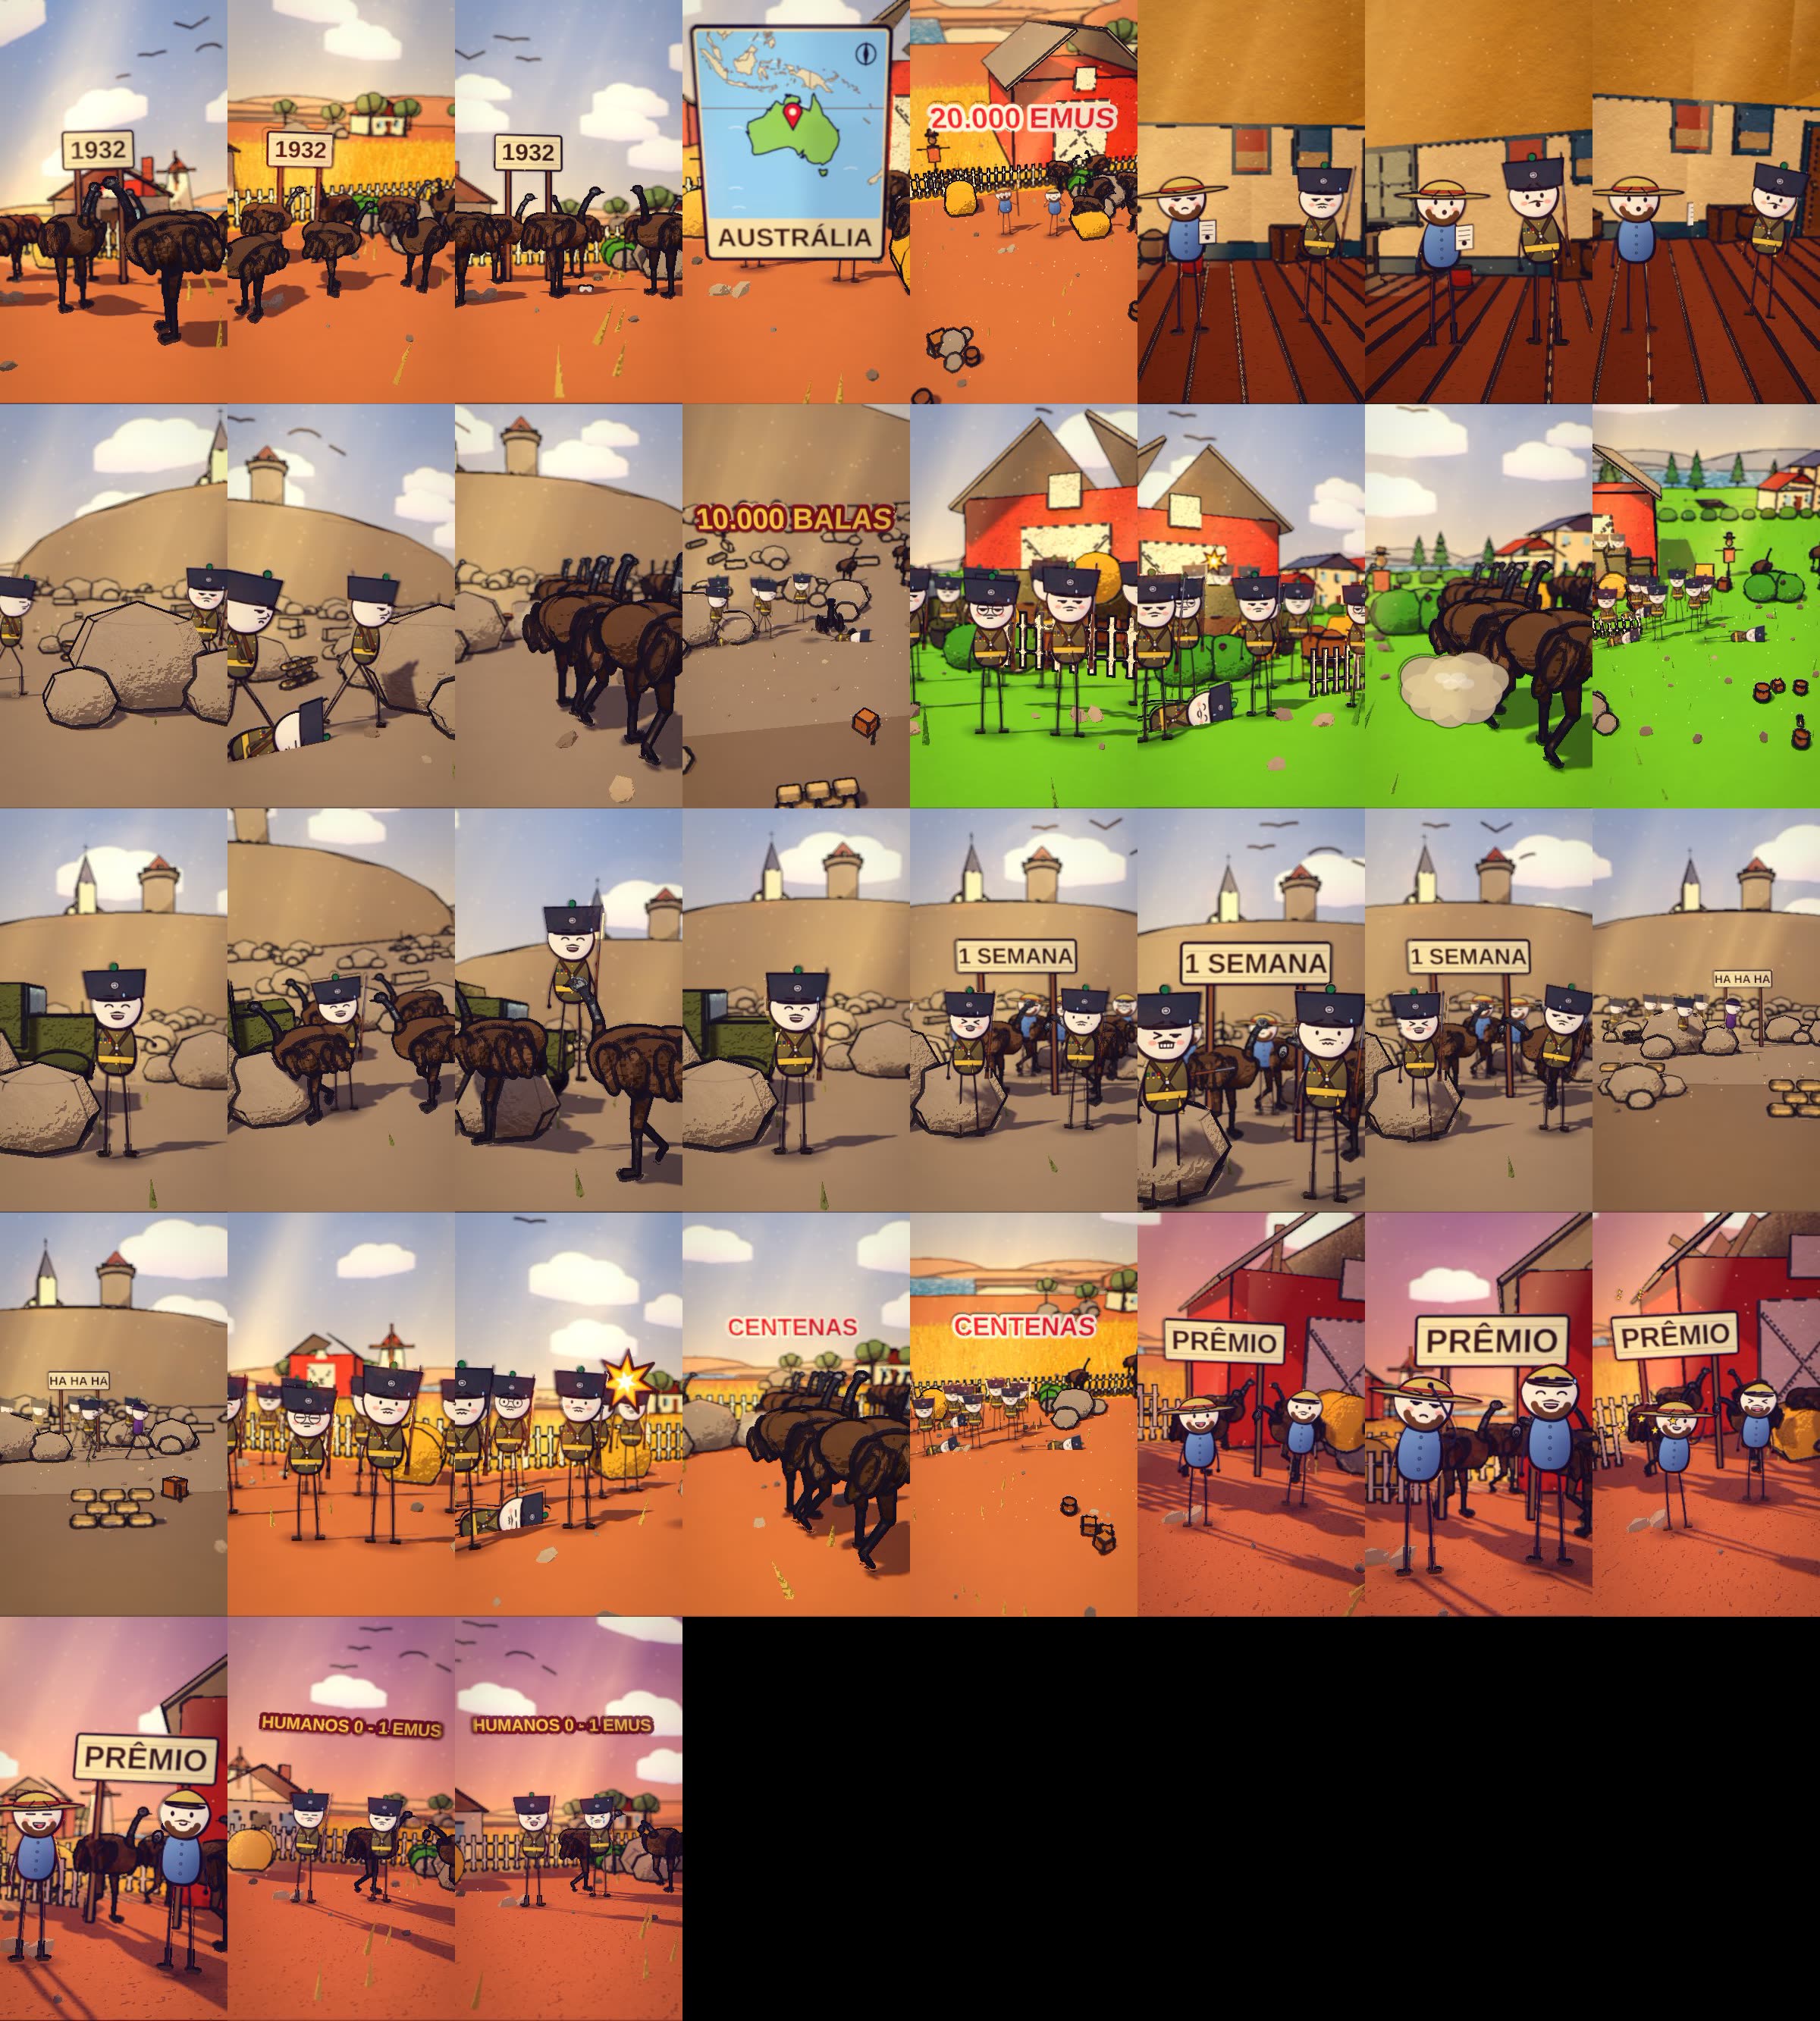 1932
1932
1932
AUSTRÁLIA
20.000 EMUS
10.000 BALAS
1 SEMANA
1 SEMANA
1 SEMANA
HA HA HA
HA HA HA
CENTENAS
CENTENAS
PRÊMIO
PRÊMIO
PRÊMIO
PRÊMIO
HUMANOS 0 - 1 EMUS
HUMANOS 0 - 1 EMUS